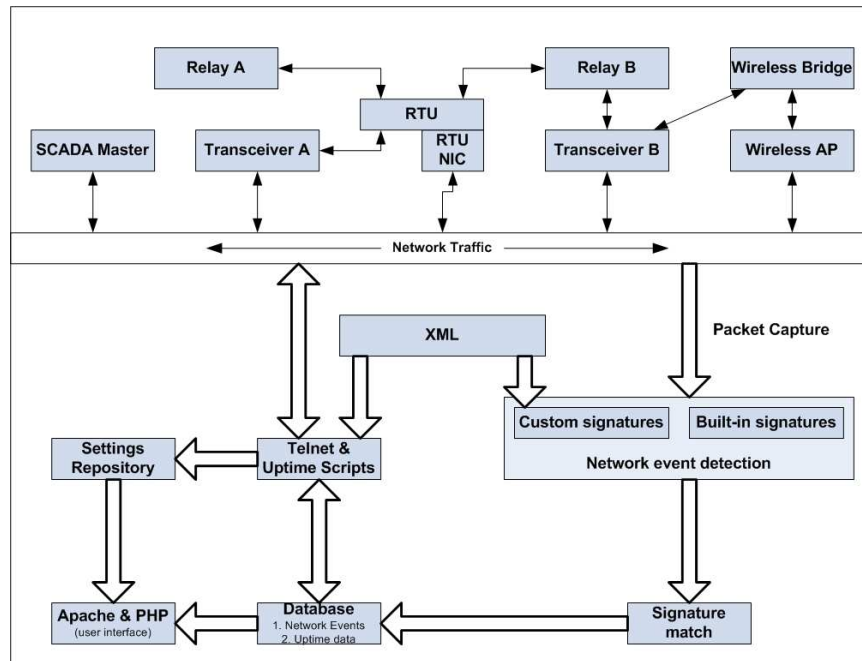 Relay A
Relay B
Wireless Bridge
RTU
SCADA Master
Transceiver A
RTU
NIC
Transceiver B
Wireless AP
Network Traffic
XML
Packet Capture
Custom signatures
Built-in signatures
Settings
Repository
Telnet &
Uptime Scripts
Network event detection
Apache & PHP
(user interface)
Database
1. Network Events
2. Uptime data
Signature
match